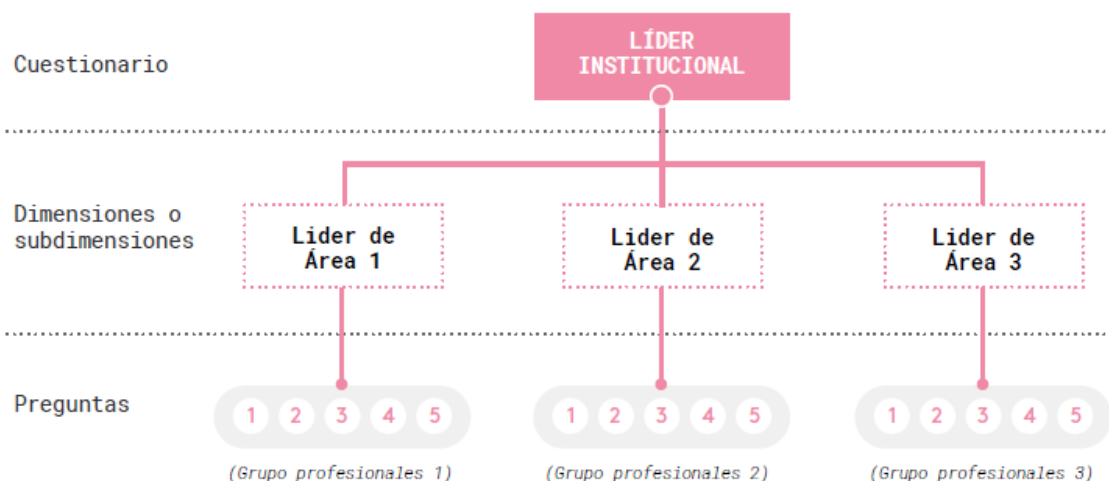 Cuestionario
LÍDER
INSTITUCIONAL
Dimensiones o
subdimensiones
Lider de
Área 1
Lider de
Área 2
Lider de
Área 3
Preguntas
1 2 3 4 5
1 2 3 4 5
1 2 3 4 5
(Grupo profesionales 1)
(Grupo profesionales 2)
(Grupo profesionales 3)